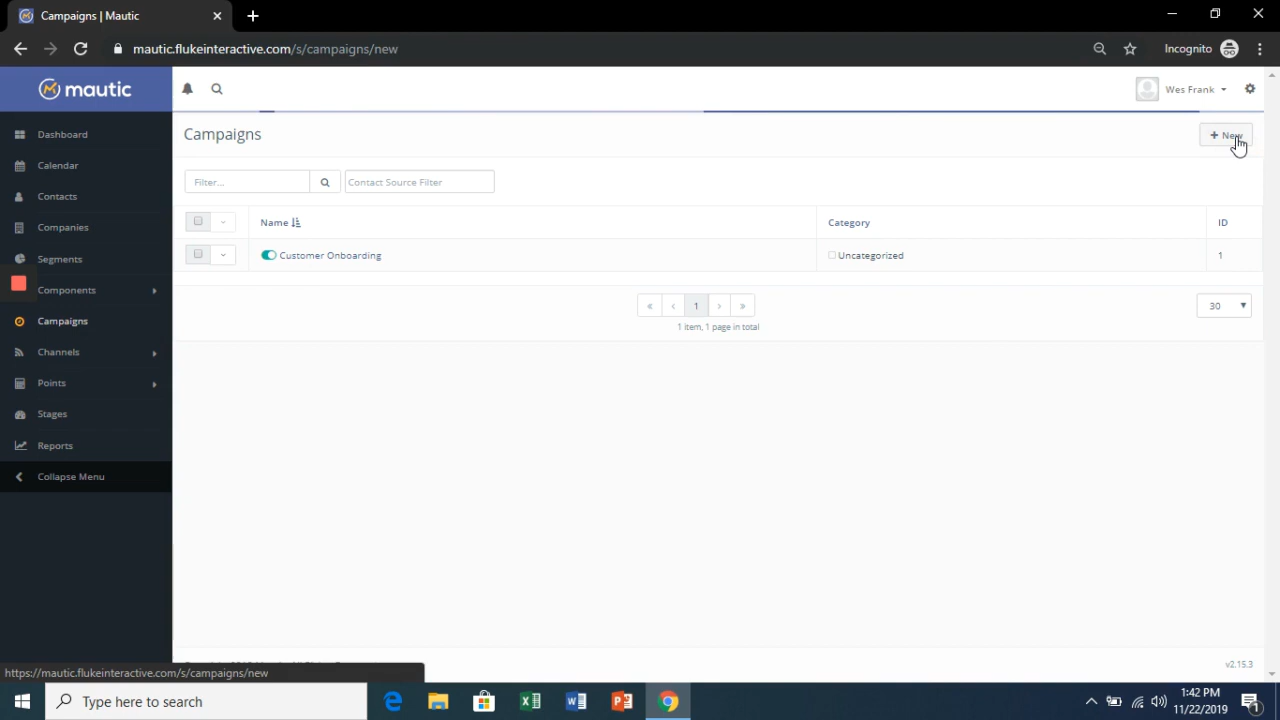 Campaigns | Mautic
mautic.flukeinteractive.com/s/campaigns/new
Incognito
mautic
Wes Frank
Dashboard
Calendar
Contacts
Companies
Segments
Components
Campaigns
Channels
Points
Stages
Reports
Collapse Menu
Campaigns
+ New
Filter...
Contact Source Filter
Name Category ID
Customer Onboarding Uncategorized 1
« ‹ 1 › »
1 item, 1 page in total
30
v2.15.3
https://mautic.flukeinteractive.com/s/campaigns/new
Type here to search
1:42 PM
11/22/2019
1